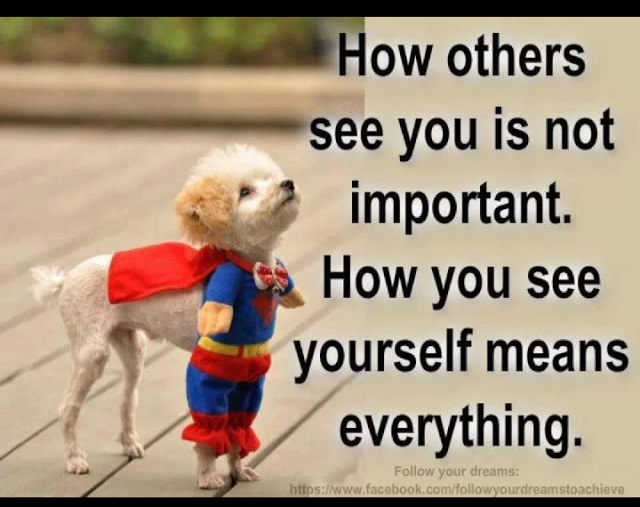 How others
see you is not
important.
How you see
yourself means
everything.
Follow your dreams:
https://www.facebook.com/followyourdreamstoachieve